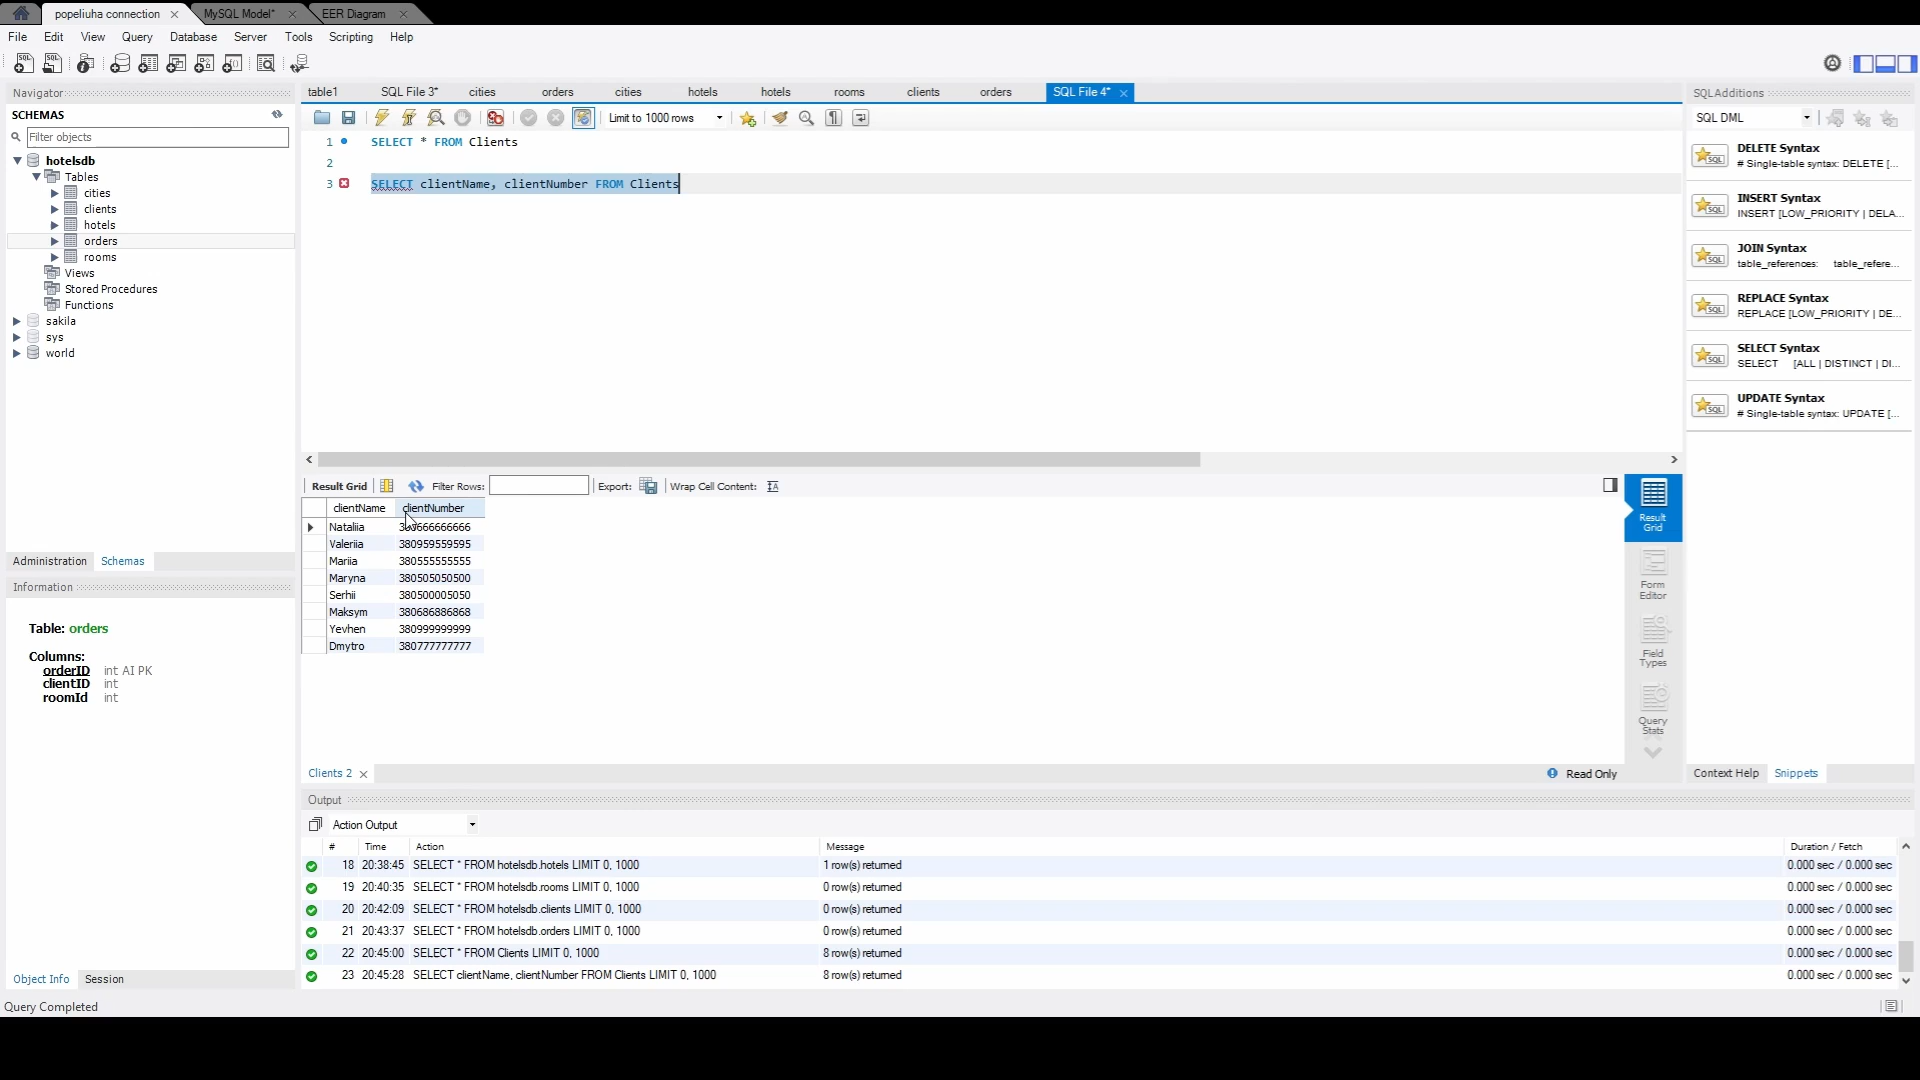 popeliuha connection
MySQL Model*
EER Diagram
File Edit View Query Database Server Tools Scripting Help
Navigator
SCHEMAS
Filter objects
hotelsdb
Tables
cities
clients
hotels
orders
rooms
Views
Stored Procedures
Functions
sakila
sys
world
Administration Schemas
Information
Table: orders
Columns:
orderID int AI PK
clientID int
roomId int
Object Info Session
Query Completed
table1 SQL File 3* cities orders cities hotels hotels rooms clients orders SQL File 4*
Limit to 1000 rows
1 SELECT * FROM Clients
2
3 SELECT clientName, clientNumber FROM Clients
Result Grid Filter Rows: Export: Wrap Cell Content:
clientName clientNumber
Nataliia
Valeriia 380959559595
Mariia 380555555555
Maryna 380505050500
Serhii 380500005050
Maksym 380686886868
Yevhen 380999999999
Dmytro 380777777777
Result Grid
Form Editor
Field Types
Query Stats
Clients 2
Read Only
Output
Action Output
# Time Action Message Duration / Fetch
18 20:38:45 SELECT * FROM hotelsdb.hotels LIMIT 0, 1000 1 row(s) returned 0.000 sec / 0.000 sec
19 20:40:35 SELECT * FROM hotelsdb.rooms LIMIT 0, 1000 0 row(s) returned 0.000 sec / 0.000 sec
20 20:42:09 SELECT * FROM hotelsdb.clients LIMIT 0, 1000 0 row(s) returned 0.000 sec / 0.000 sec
21 20:43:37 SELECT * FROM hotelsdb.orders LIMIT 0, 1000 0 row(s) returned 0.000 sec / 0.000 sec
22 20:45:00 SELECT * FROM Clients LIMIT 0, 1000 8 row(s) returned 0.000 sec / 0.000 sec
23 20:45:28 SELECT clientName, clientNumber FROM Clients LIMIT 0, 1000 8 row(s) returned 0.000 sec / 0.000 sec
SQLAdditions
SQL DML
DELETE Syntax
# Single-table syntax: DELETE [...
INSERT Syntax
INSERT [LOW_PRIORITY | DELA...
JOIN Syntax
table_references: table_refere...
REPLACE Syntax
REPLACE [LOW_PRIORITY | DE...
SELECT Syntax
SELECT [ALL | DISTINCT | DI...
UPDATE Syntax
# Single-table syntax: UPDATE [...
Context Help Snippets